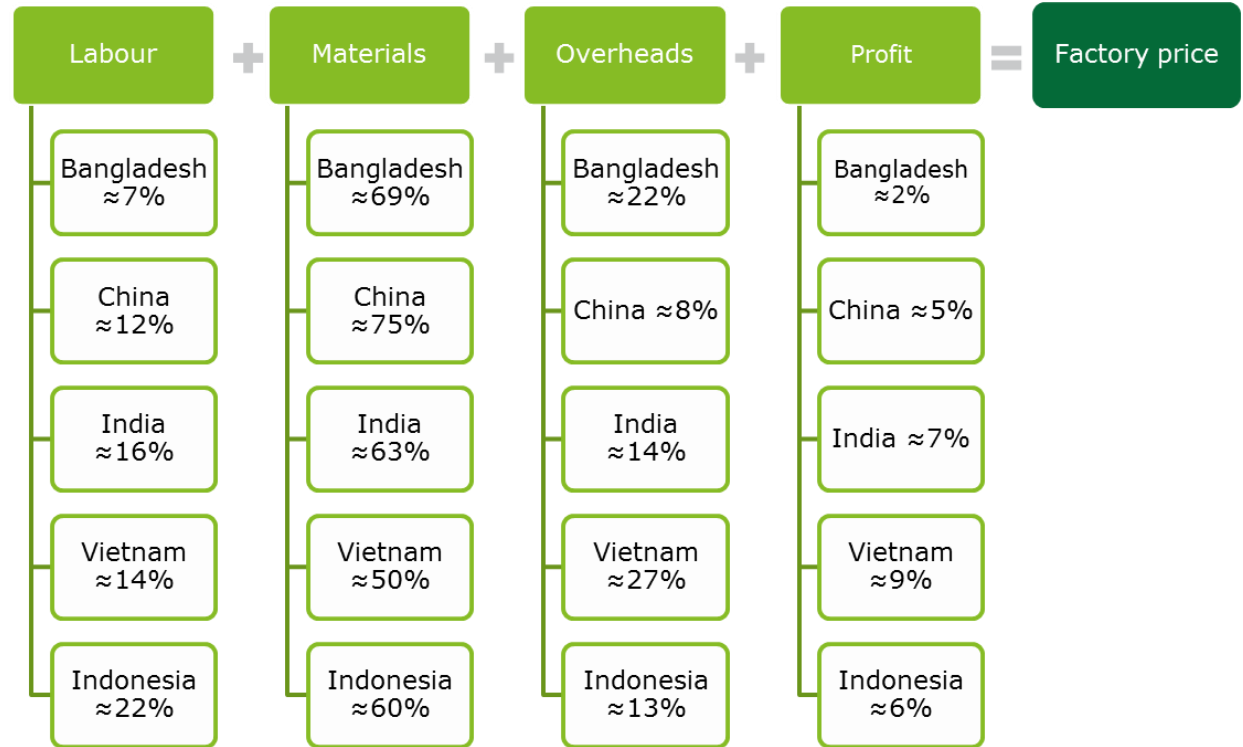 Labour
Materials
Overheads
Profit
Factory price
Bangladesh
≈7%
Bangladesh
≈69%
Bangladesh
≈22%
Bangladesh
≈2%
China
≈12%
China
≈75%
China ≈8%
China ≈5%
India
≈16%
India
≈63%
India
≈14%
India ≈7%
Vietnam
≈14%
Vietnam
≈50%
Vietnam
≈27%
Vietnam
≈9%
Indonesia
≈22%
Indonesia
≈60%
Indonesia
≈13%
Indonesia
≈6%